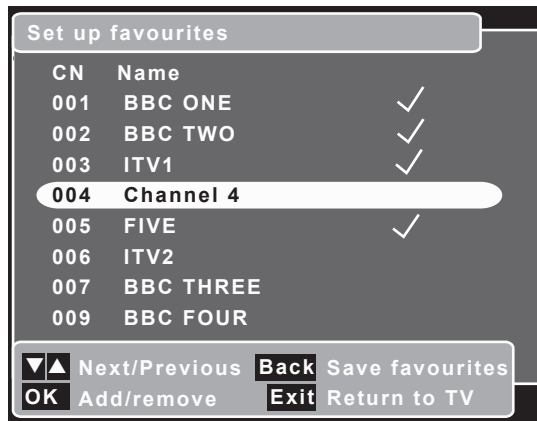 Set up favourites
CN Name
001 BBC ONE
002 BBC TWO
003 ITV1
004 Channel 4
005 FIVE
006 ITV2
007 BBC THREE
009 BBC FOUR
▼▲ Next/Previous Back Save favourites
OK Add/remove Exit Return to TV